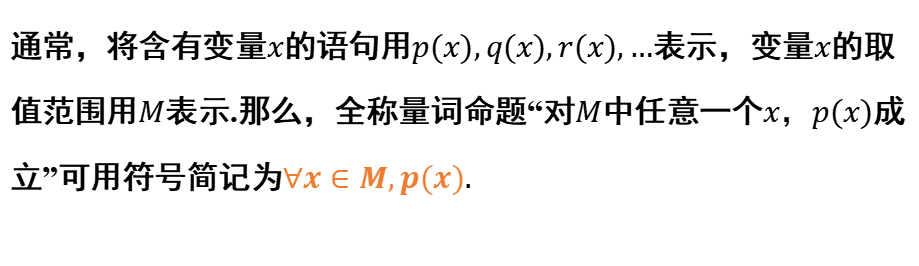 通常，将含有变量x的语句用p(x),q(x),r(x),…表示，变量x的取
值范围用M表示.那么，全称量词命题“对M中任意一个x，p(x)成
立”可用符号简记为∀x ∈ M,p(x).